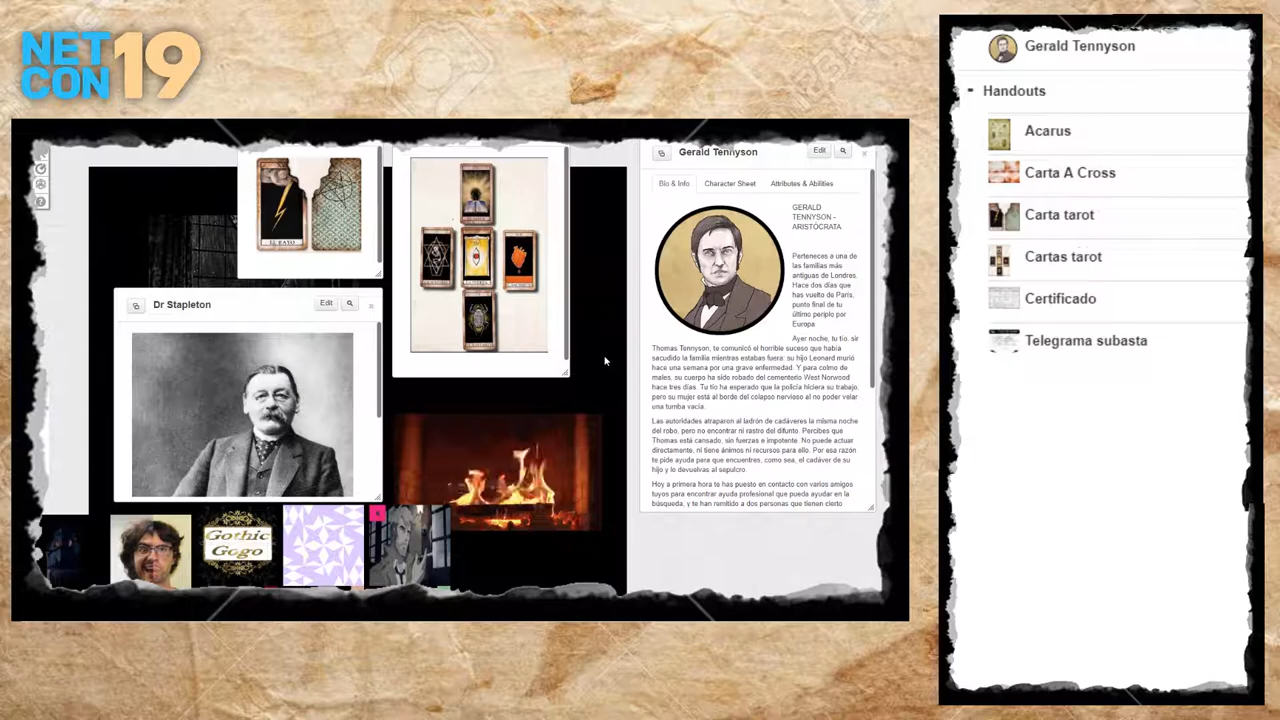 NET
CON
19
EL RAYO
Dr Stapleton
Edit
Gothic
Gogo
Gerald Tennyson
Edit
Bio & Info
Character Sheet
Attributes & Abilities
GERALD
TENNYSON -
ARISTÓCRATA
Perteneces a una de
las familias más
antiguas de Londres.
Hace dos días que
has vuelto de París,
punto final de tu
último periplo por
Europa
Ayer noche, tu tío, sir
Thomas Tennyson, te comunicó el horrible suceso que había
sacudido la familia mientras estabas fuera: su hijo Leonard murió
hace una semana por una grave enfermedad. Y para colmo de
males, su cuerpo ha sido robado del cementerio West Norwood
hace tres días. Tu tío ha esperado que la policía hiciera su trabajo,
pero su mujer está al borde del colapso nervioso al no poder velar
una tumba vacía.
Las autoridades atraparon al ladrón de cadáveres la misma noche
del robo, pero no encontrar ni rastro del difunto. Percibes que
Thomas está cansado, sin fuerzas e impotente. No puede actuar
directamente, ni tiene ánimos ni recursos para ello. Por esa razón
te pide ayuda para que encuentres, como sea, el cadáver de su
hijo y lo devuelvas al sepulcro.
Hoy a primera hora te has puesto en contacto con varios amigos
tuyos para encontrar ayuda profesional que pueda ayudar en la
búsqueda, y te han remitido a dos personas que tienen cierto
Gerald Tennyson
Handouts
Acarus
Carta A Cross
Carta tarot
Cartas tarot
Certificado
Telegrama subasta